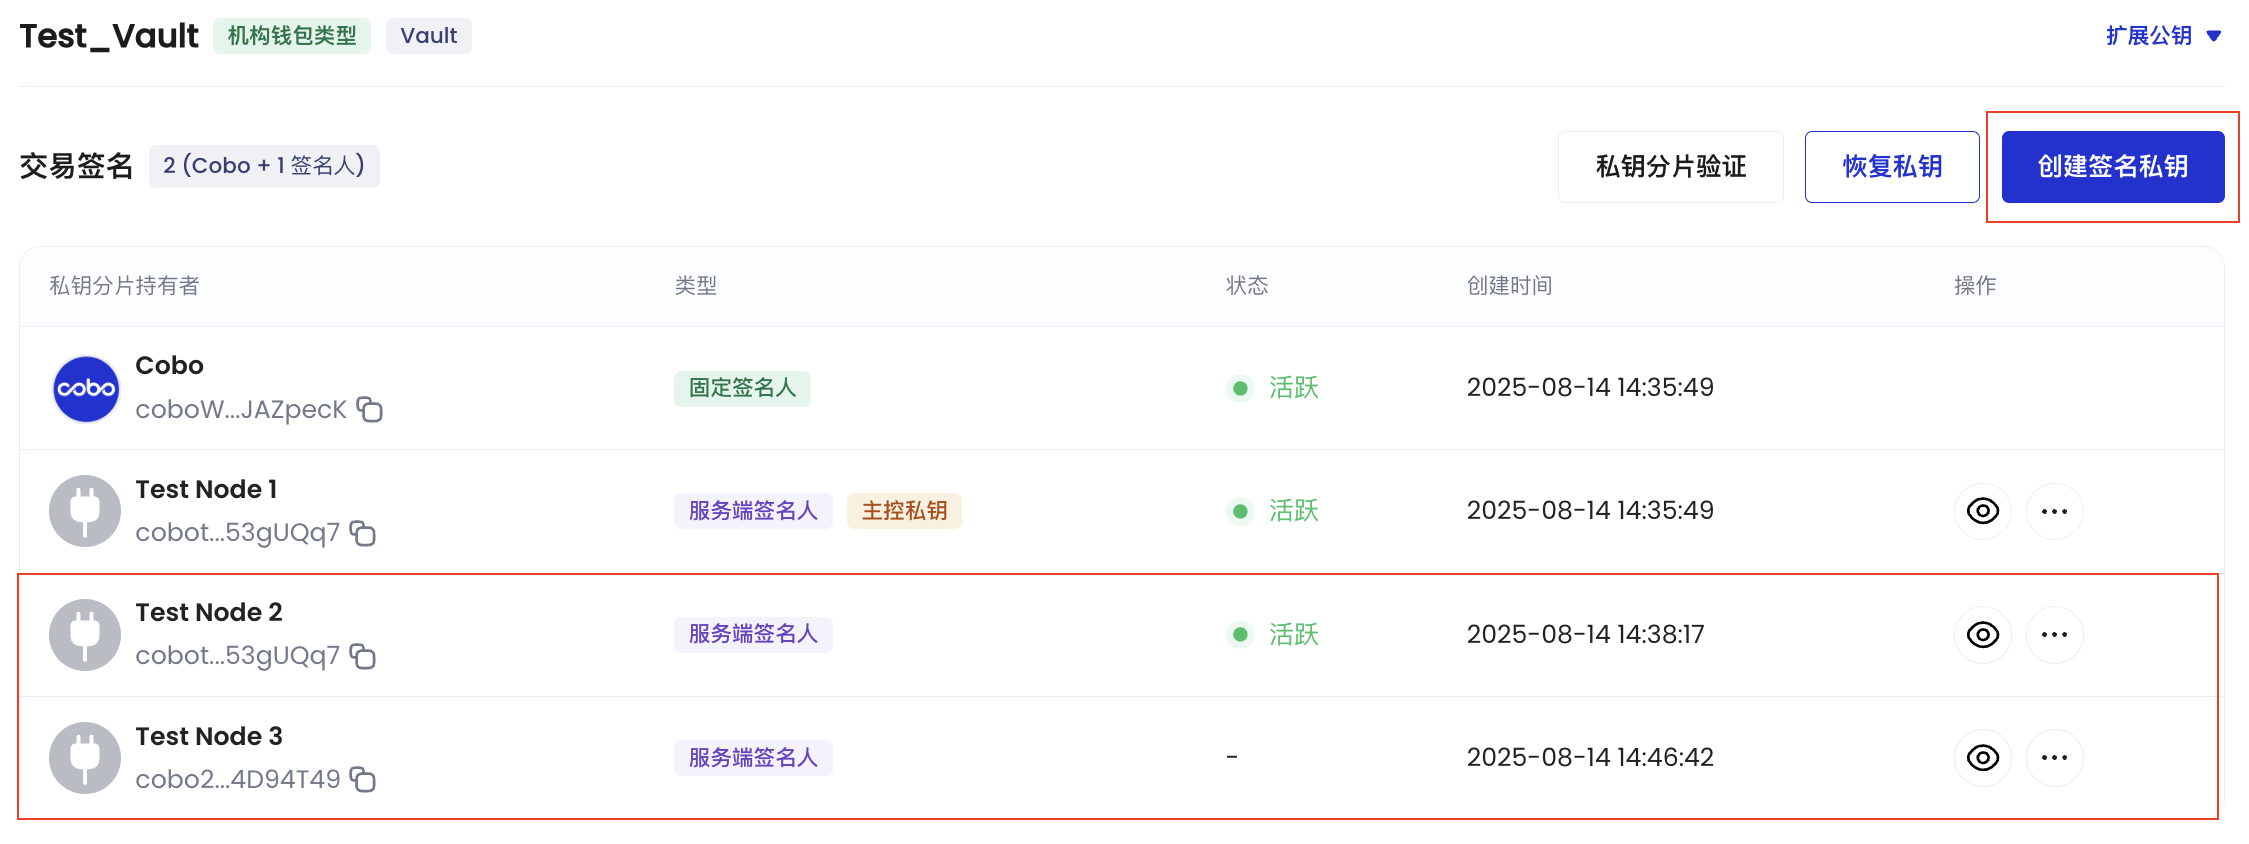 Test_Vault 机构钱包类型 Vault 扩展公钥
交易签名 2 (Cobo + 1 签名人) 私钥分片验证 恢复私钥 创建签名私钥
私钥分片持有者 类型 状态 创建时间 操作
cobo
Cobo
coboW...JAZpecK
固定签名人 活跃 2025-08-14 14:35:49
Test Node 1
cobot...53gUQq7
服务端签名人 主控私钥 活跃 2025-08-14 14:35:49
Test Node 2
cobot...53gUQq7
服务端签名人 活跃 2025-08-14 14:38:17
Test Node 3
cobo2...4D94T49
服务端签名人 - 2025-08-14 14:46:42